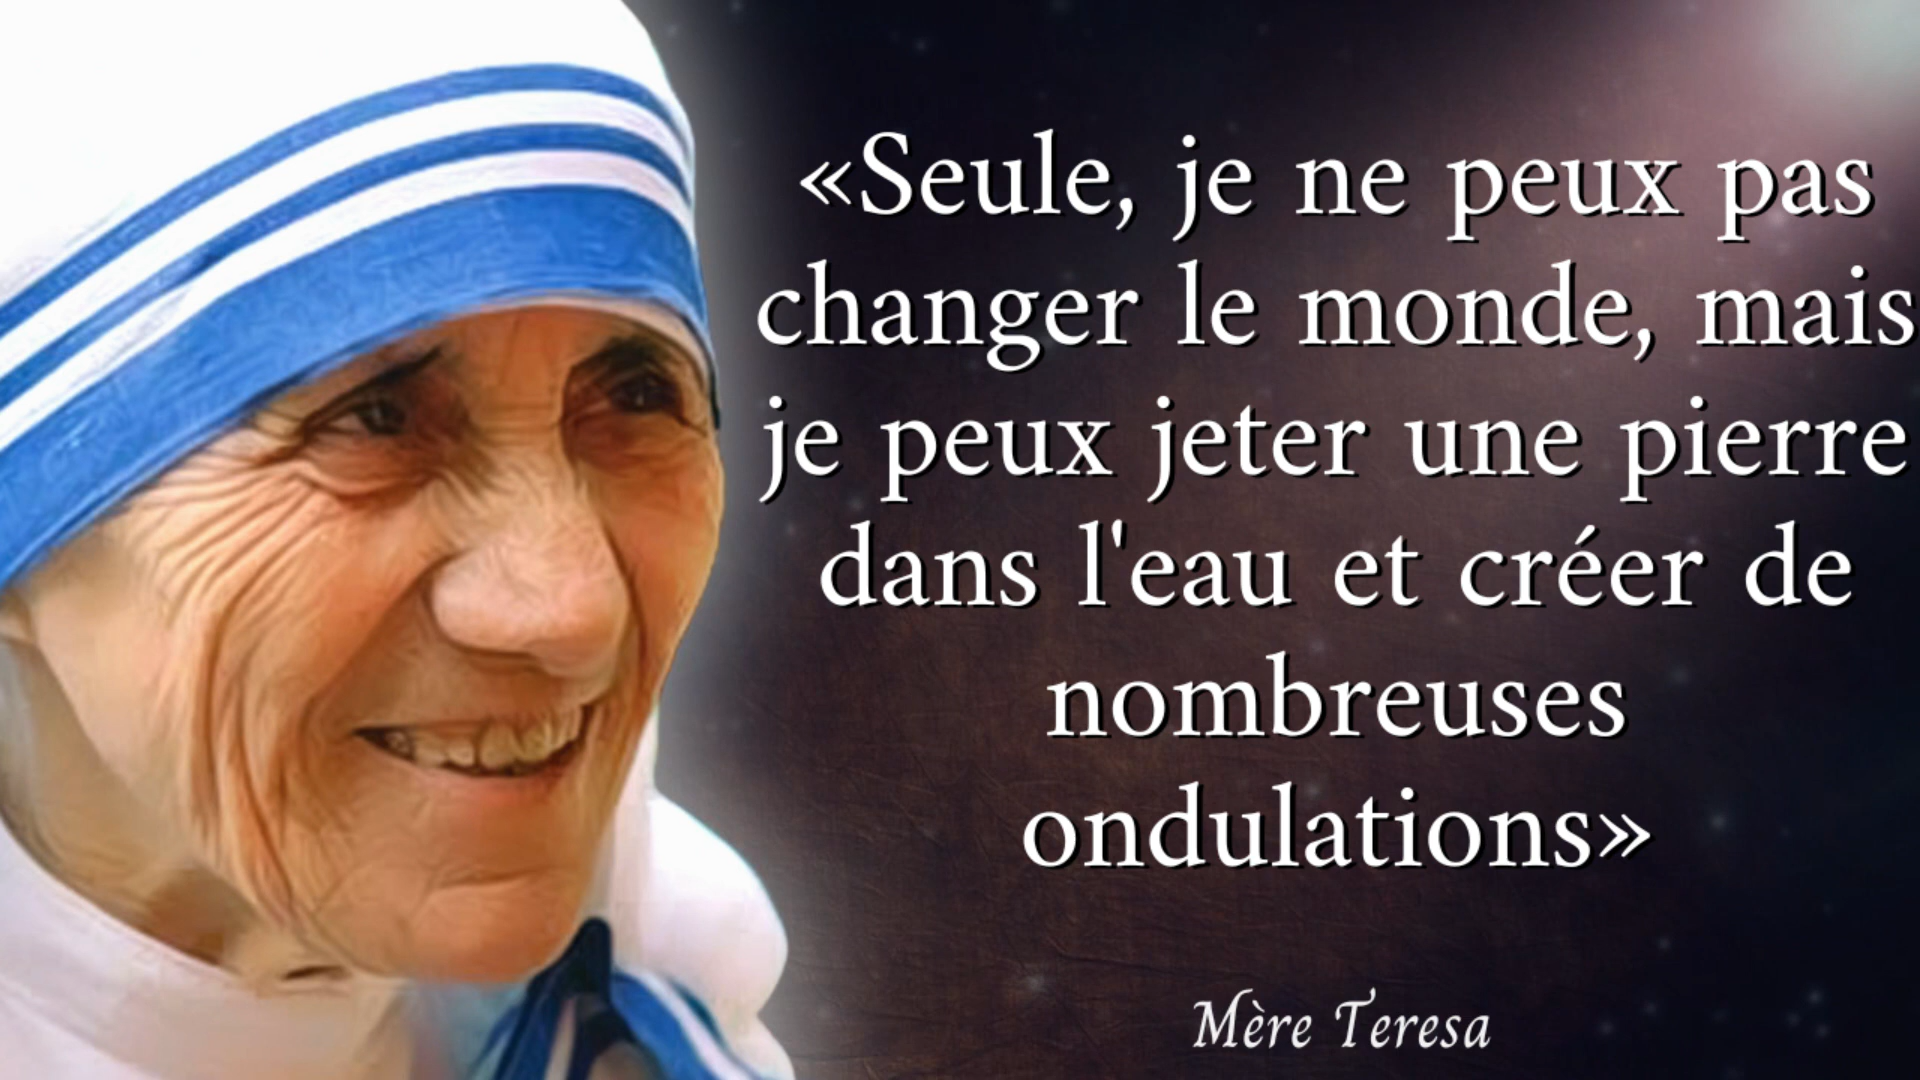 «Seule, je ne peux pas
changer le monde, mais
je peux jeter une pierre
dans l'eau et créer de
nombreuses
ondulations»
Mère Teresa